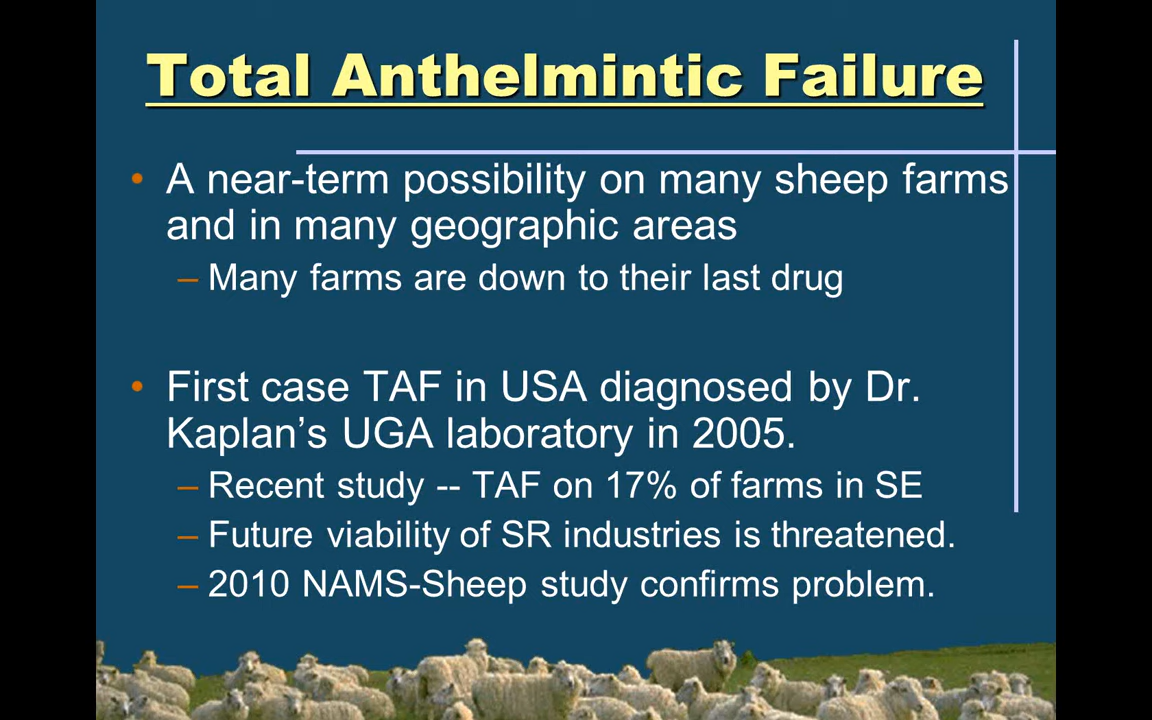 Total Anthelmintic Failure
• A near-term possibility on many sheep farms
and in many geographic areas
– Many farms are down to their last drug
• First case TAF in USA diagnosed by Dr.
Kaplan’s UGA laboratory in 2005.
– Recent study -- TAF on 17% of farms in SE
– Future viability of SR industries is threatened.
– 2010 NAMS-Sheep study confirms problem.